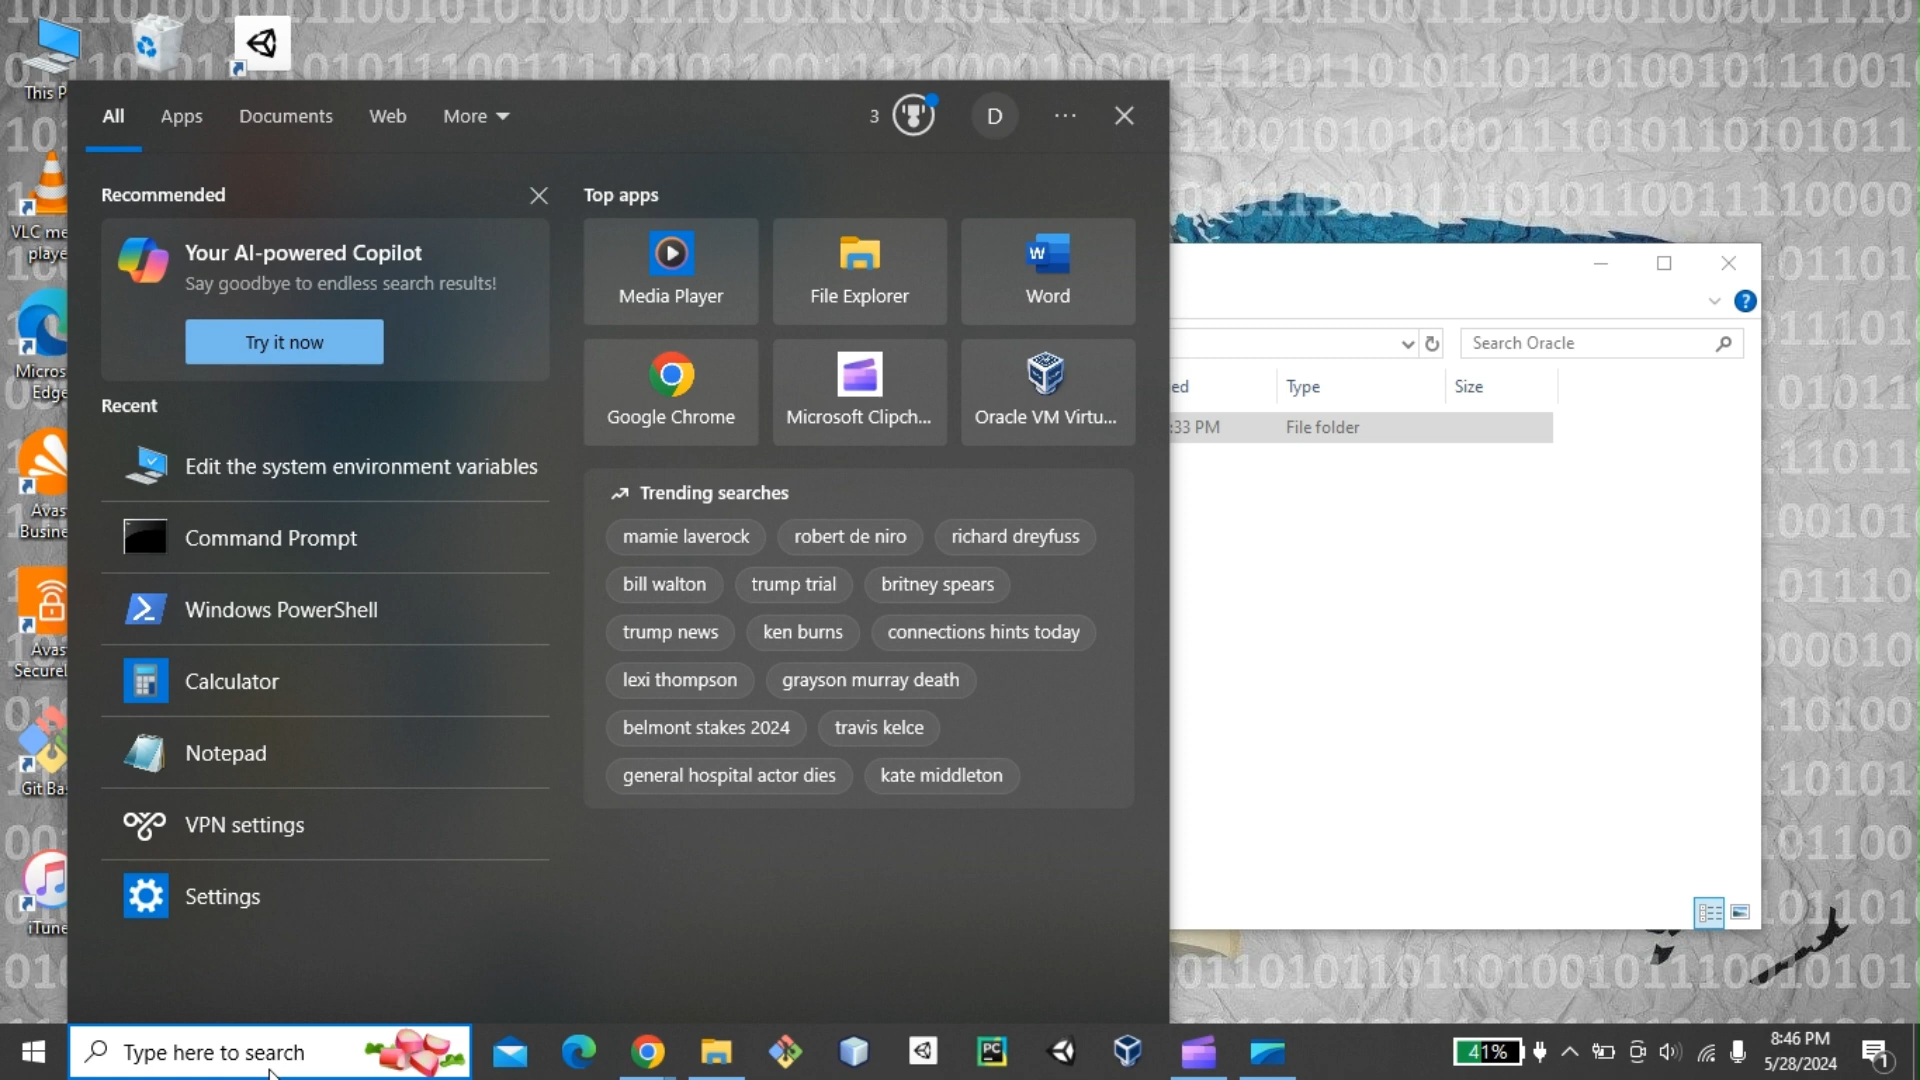 This P
VLC me
playe
Micros
Edge
Avas
Busine
Avas
Securel
Git Ba
iTune
All
Apps
Documents
Web
More
3
D
Recommended
Your AI-powered Copilot
Say goodbye to endless search results!
Try it now
Recent
Edit the system environment variables
Command Prompt
Windows PowerShell
Calculator
Notepad
VPN settings
Settings
Top apps
Media Player
File Explorer
Word
Google Chrome
Microsoft Clipch...
Oracle VM Virtu...
Trending searches
mamie laverock
robert de niro
richard dreyfuss
bill walton
trump trial
britney spears
trump news
ken burns
connections hints today
lexi thompson
grayson murray death
belmont stakes 2024
travis kelce
general hospital actor dies
kate middleton
Search Oracle
ed
Type
Size
:33 PM
File folder
Type here to search
PC
41%
8:46 PM
5/28/2024
1